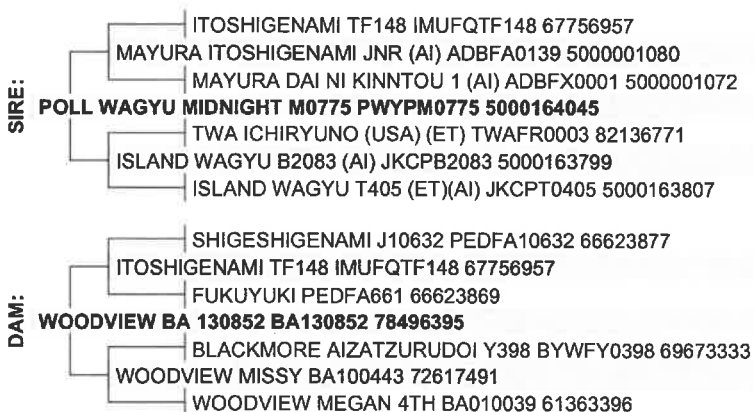 SIRE:
ITOSHIGENAMI TF148 IMUFQTF148 67756957
MAYURA ITOSHIGENAMI JNR (AI) ADBFA0139 5000001080
MAYURA DAI NI KINNTOU 1 (AI) ADBFX0001 5000001072
POLL WAGYU MIDNIGHT M0775 PWYPM0775 5000164045
TWA ICHIRYUNO (USA) (ET) TWAFR0003 82136771
ISLAND WAGYU B2083 (AI) JKCPB2083 5000163799
ISLAND WAGYU T405 (ET)(AI) JKCPT0405 5000163807
DAM:
SHIGESHIGENAMI J10632 PEDFA10632 66623877
ITOSHIGENAMI TF148 IMUFQTF148 67756957
FUKUYUKI PEDFA661 66623869
WOODVIEW BA 130852 BA130852 78496395
BLACKMORE AIZATZURUDOI Y398 BYWFY0398 69673333
WOODVIEW MISSY BA100443 72617491
WOODVIEW MEGAN 4TH BA010039 61363396